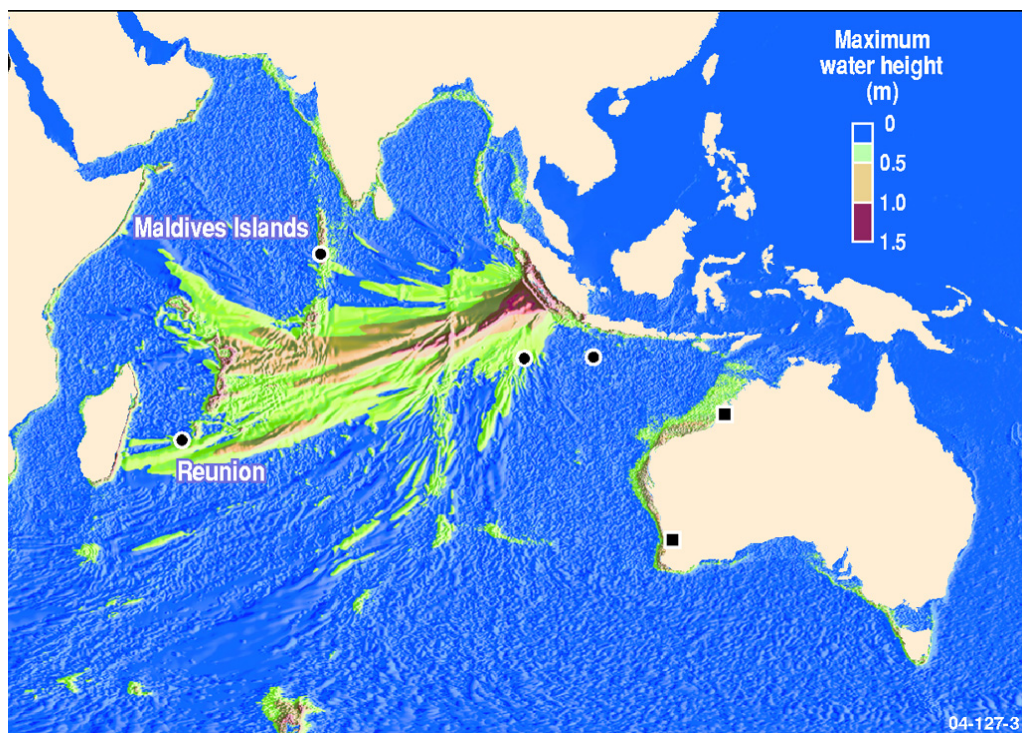 Maximum
water height
(m)
0
0.5
1.0
1.5
Maldives Islands
Reunion
04-127-3